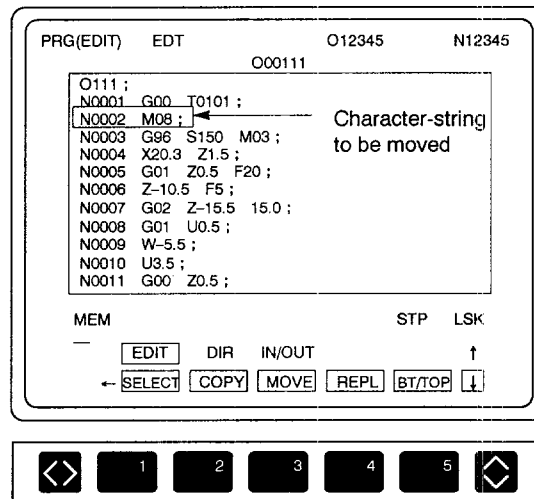 PRG(EDIT) EDT O12345 N12345
O00111
O111 ;
N0001 G00 T0101 ;
N0002 M08 ;
N0003 G96 S150 M03 ;
N0004 X20.3 Z1.5 ;
N0005 G01 Z0.5 F20 ;
N0006 Z–10.5 F5 ;
N0007 G02 Z–15.5 15.0 ;
N0008 G01 U0.5 ;
N0009 W–5.5 ;
N0010 U3.5 ;
N0011 G00 Z0.5 ;
Character-string
to be moved
MEM STP LSK
EDIT DIR IN/OUT ↑
← SELECT COPY MOVE REPL BT/TOP ↓
1 2 3 4 5